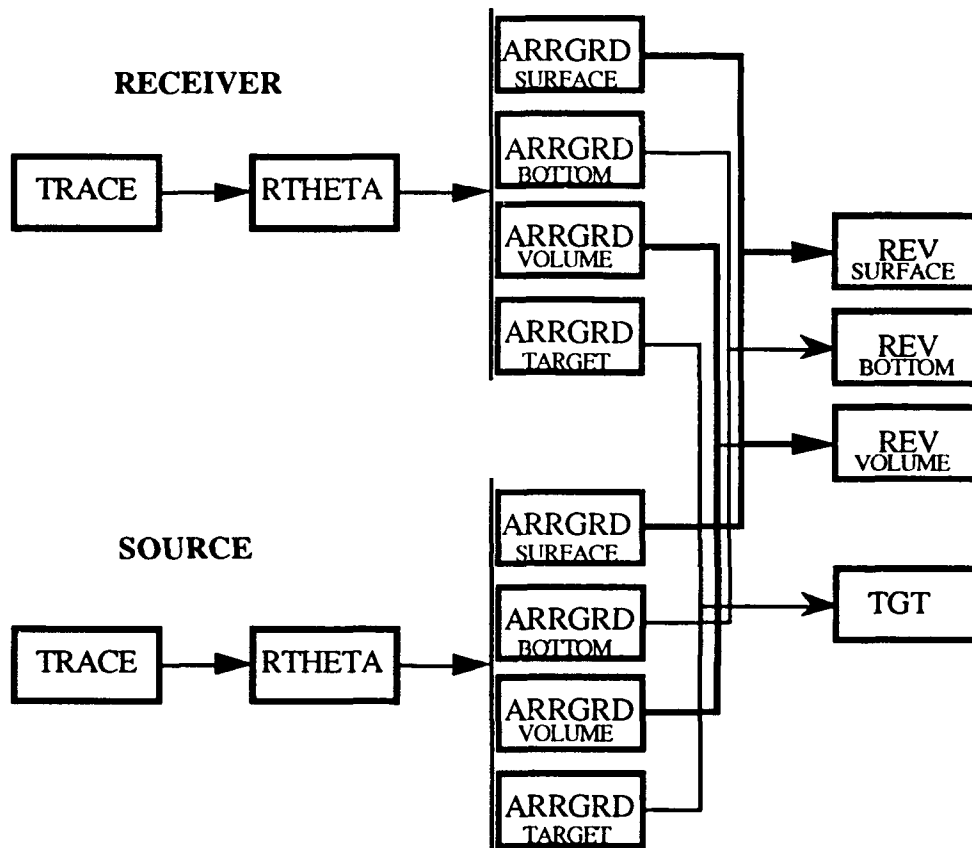 RECEIVER
TRACE
RTHETA
ARRGRD
SURFACE
ARRGRD
BOTTOM
ARRGRD
VOLUME
ARRGRD
TARGET
REV
SURFACE
REV
BOTTOM
REV
VOLUME
SOURCE
TRACE
RTHETA
ARRGRD
SURFACE
ARRGRD
BOTTOM
ARRGRD
VOLUME
ARRGRD
TARGET
TGT